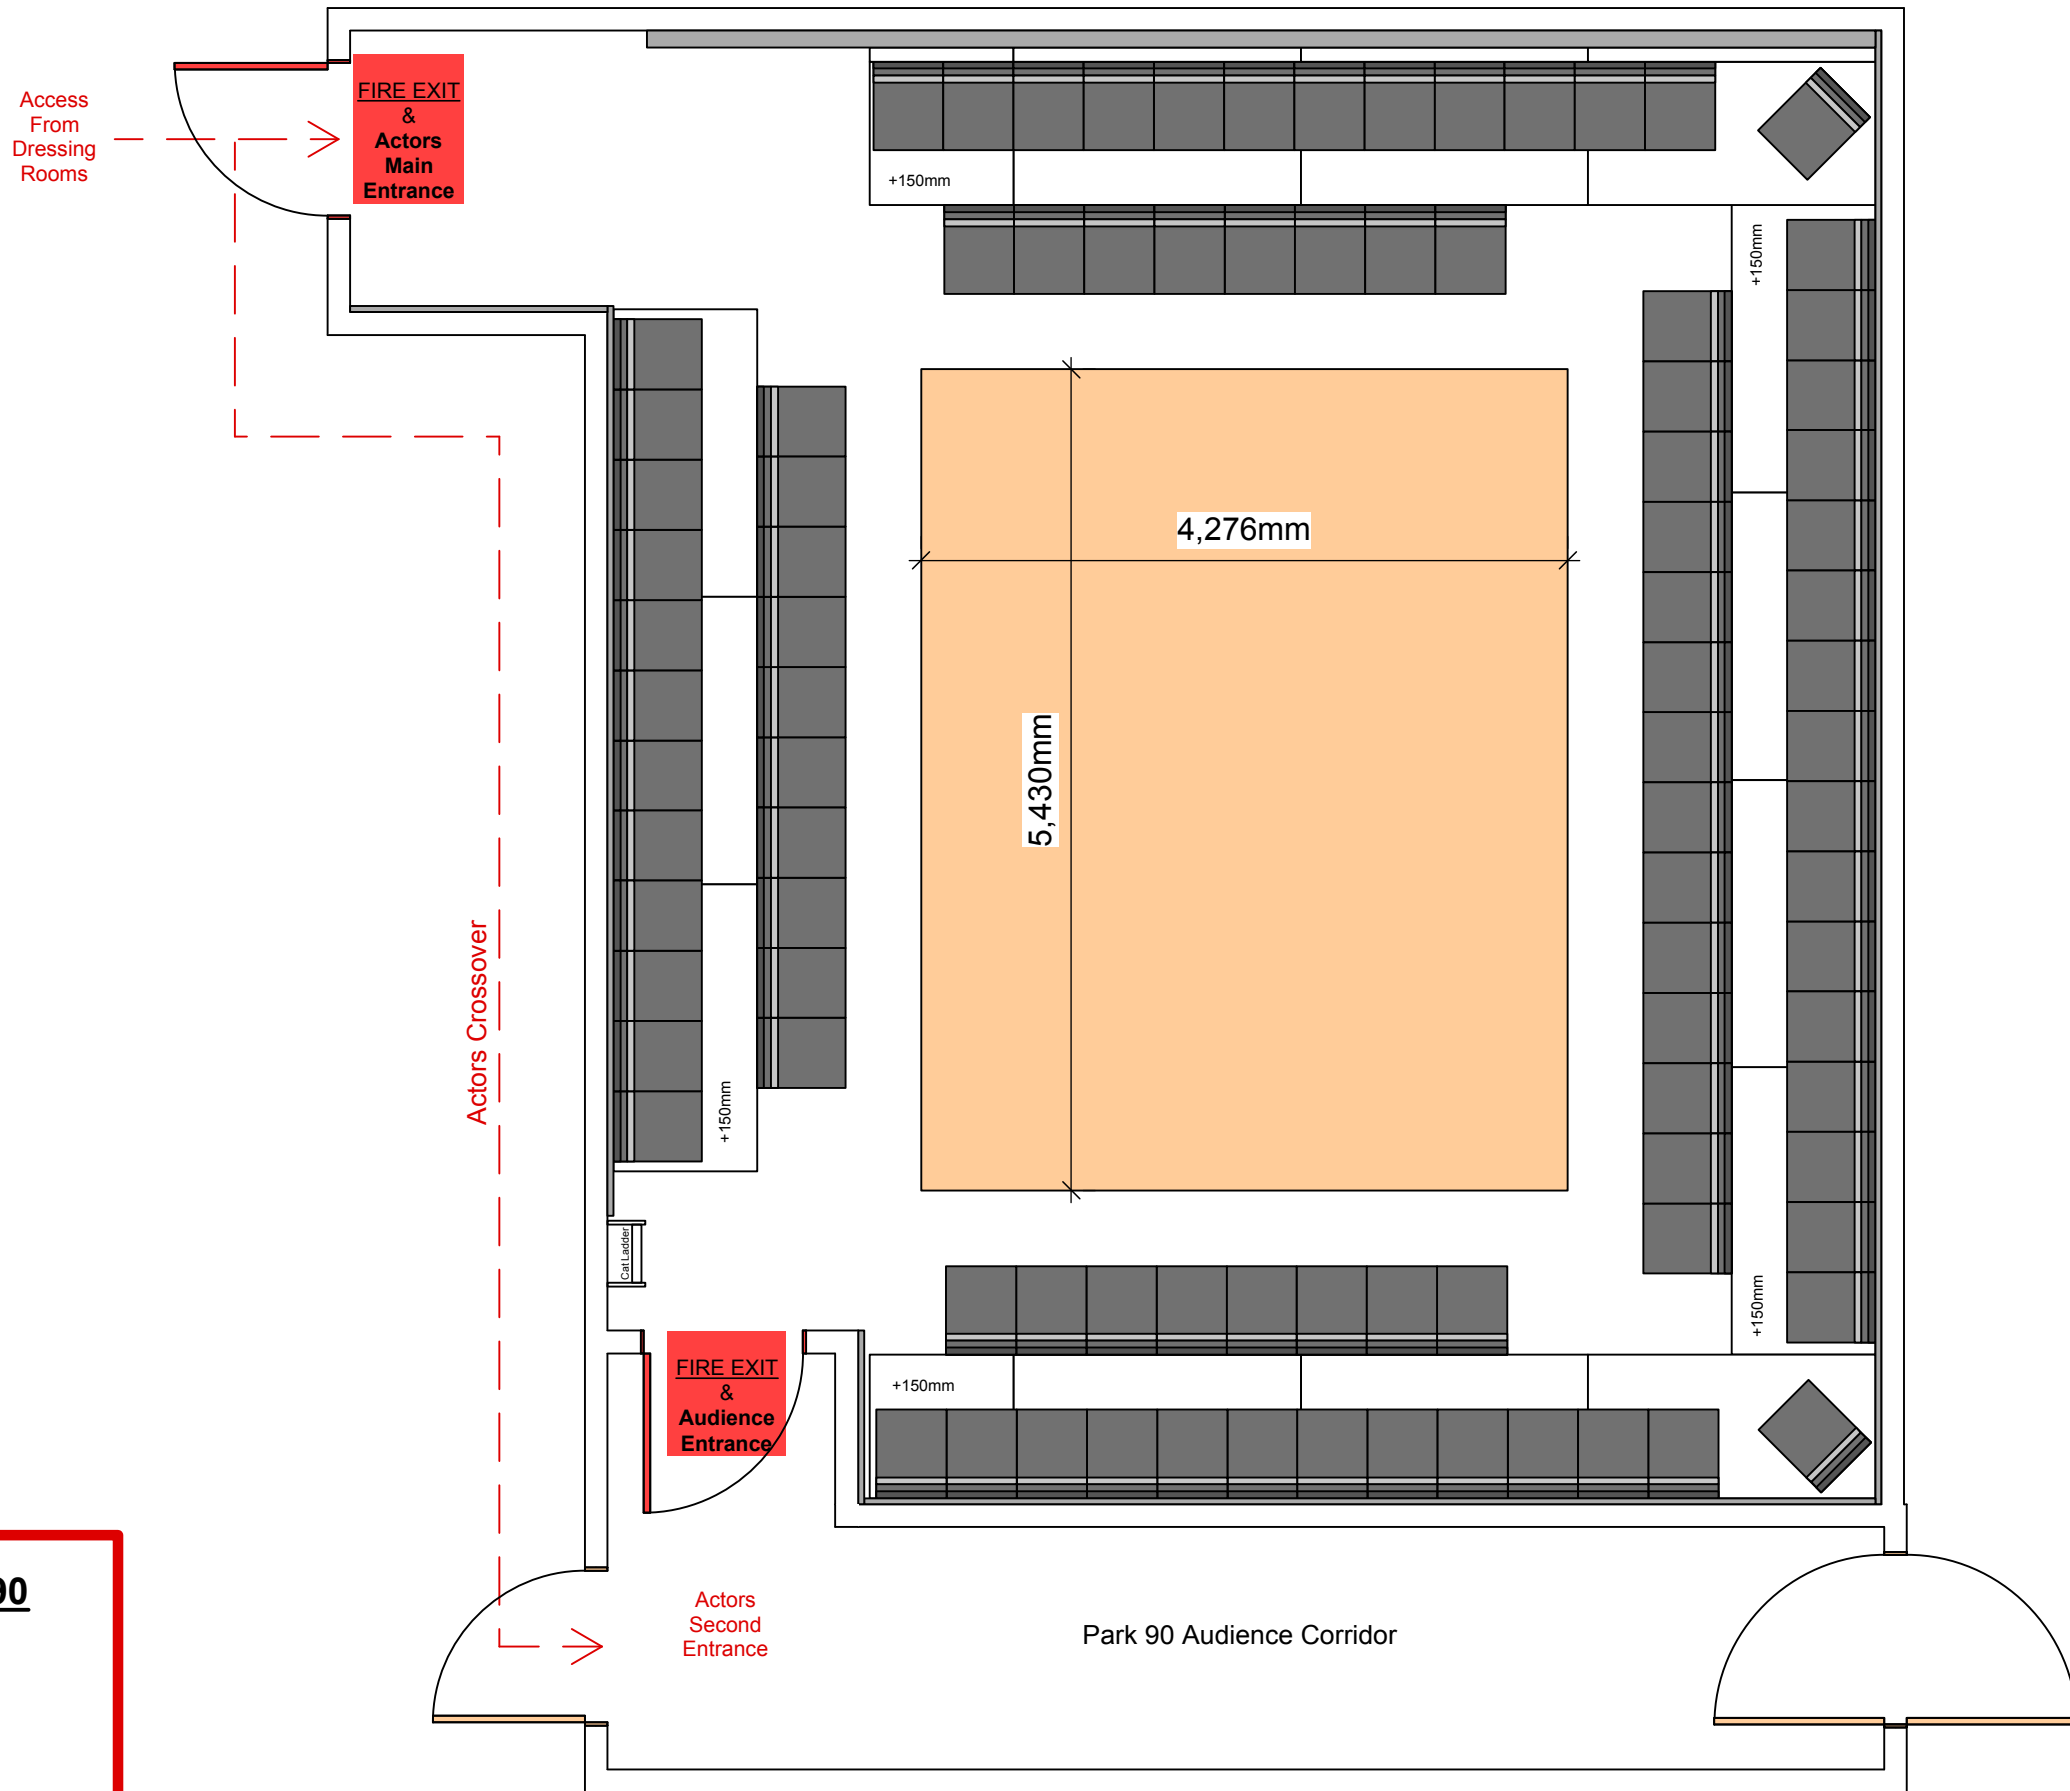 Access
From
Dressing
Rooms
FIRE EXIT
&
Actors
Main
Entrance
+150mm
+150mm
4,276mm
5,430mm
Actors Crossover
+150mm
Cat Ladder
+150mm
FIRE EXIT
&
Audience
Entrance
+150mm
90
Actors
Second
Entrance
Park 90 Audience Corridor